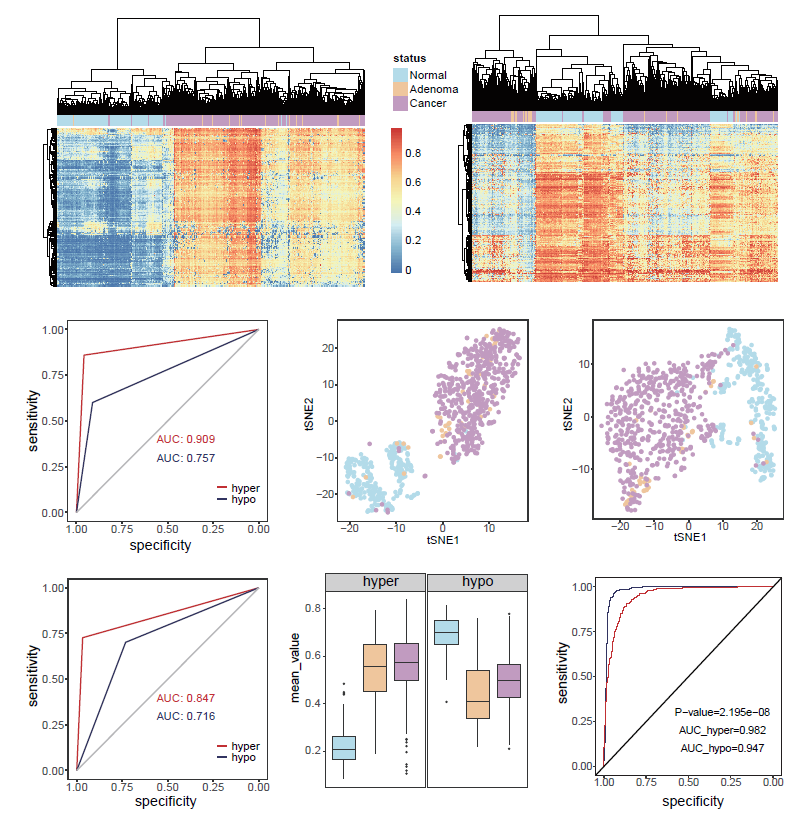 status
Normal
Adenoma
Cancer
0.8
0.6
0.4
0.2
0
1.00
0.75
0.50
0.25
0.00
sensitivity
AUC: 0.909
AUC: 0.757
hyper
hypo
1.00 0.75 0.50 0.25 0.00
specificity
20
10
0
−10
−20
tSNE2
−20 −10 0 10
tSNE1
10
0
−10
tSNE2
−20 −10 0 10 20
tSNE1
1.00
0.75
0.50
0.25
0.00
sensitivity
AUC: 0.847
AUC: 0.716
hyper
hypo
1.00 0.75 0.50 0.25 0.00
specificity
hyper hypo
0.8
0.6
0.4
0.2
mean_value
1.00
0.75
0.50
0.25
0.00
sensitivity
P−value=2.195e−08
AUC_hyper=0.982
AUC_hypo=0.947
1.00 0.75 0.50 0.25 0.00
specificity